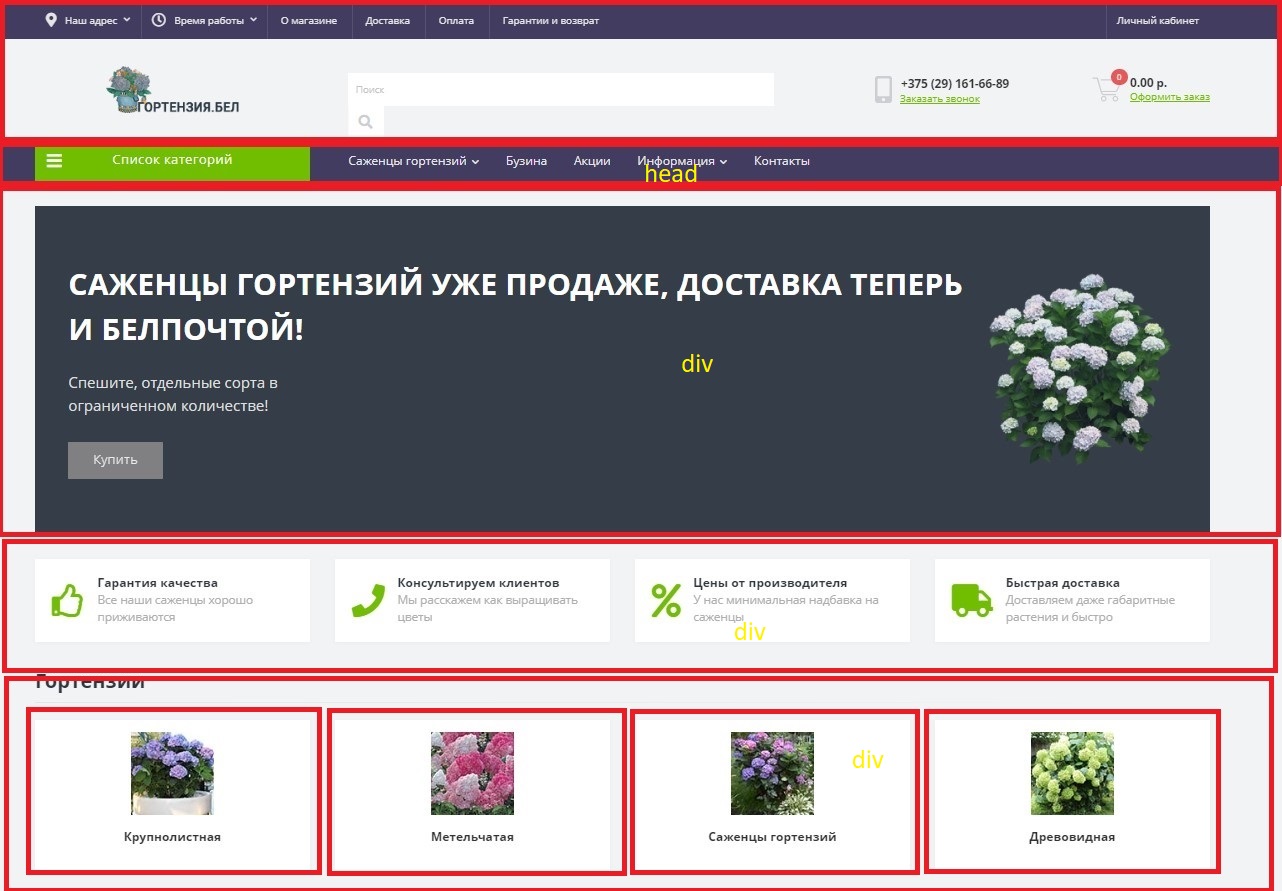 Наш адрес
Время работы
О магазине
Доставка
Оплата
Гарантии и возврат
Личный кабинет
ГОРТЕНЗИЯ.БЕЛ
Поиск
+375 (29) 161-66-89
Заказать звонок
0
0.00 р.
Оформить заказ
Список категорий
Саженцы гортензий
Бузина
Акции
Информация
Контакты
head
САЖЕНЦЫ ГОРТЕНЗИЙ УЖЕ ПРОДАЖЕ, ДОСТАВКА ТЕПЕРЬ
И БЕЛПОЧТОЙ!
div
Спешите, отдельные сорта в
ограниченном количестве!
Купить
Гарантия качества
Все наши саженцы хорошо
приживаются
Консультируем клиентов
Мы расскажем как выращивать
цветы
Цены от производителя
У нас минимальная надбавка на
саженцы
div
Быстрая доставка
Доставляем даже габаритные
растения и быстро
Гортензии
div
Крупнолистная
Метельчатая
Саженцы гортензий
Древовидная